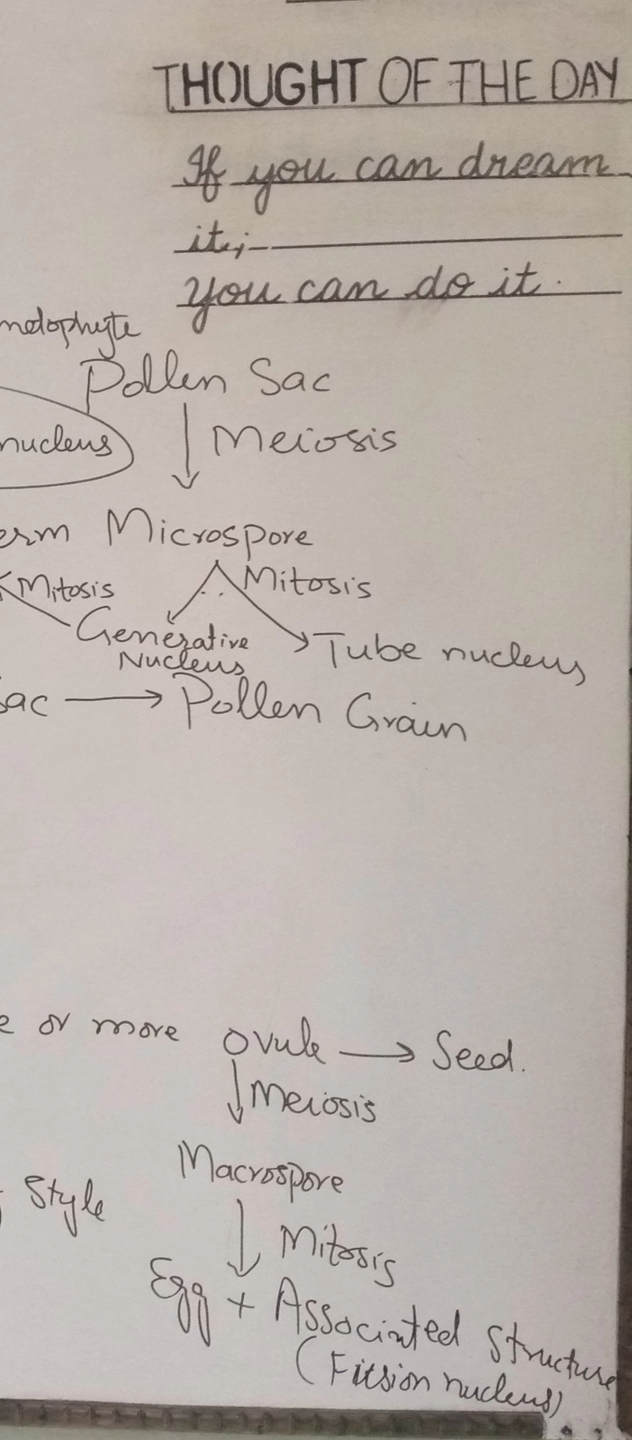 THOUGHT OF THE DAY
If you can dream
it;-
you can do it.
metophyte
Pollen Sac
nucleus
Meiosis
erm Microspore
Mitosis Mitosis
Generative
Nucleus
Tube nucleus
Sac → Pollen Grain
e or more ovule → Seed.
Meiosis
Macrospore
Style
Mitosis
Egg + Associated Structure
(Fusion nucleus)